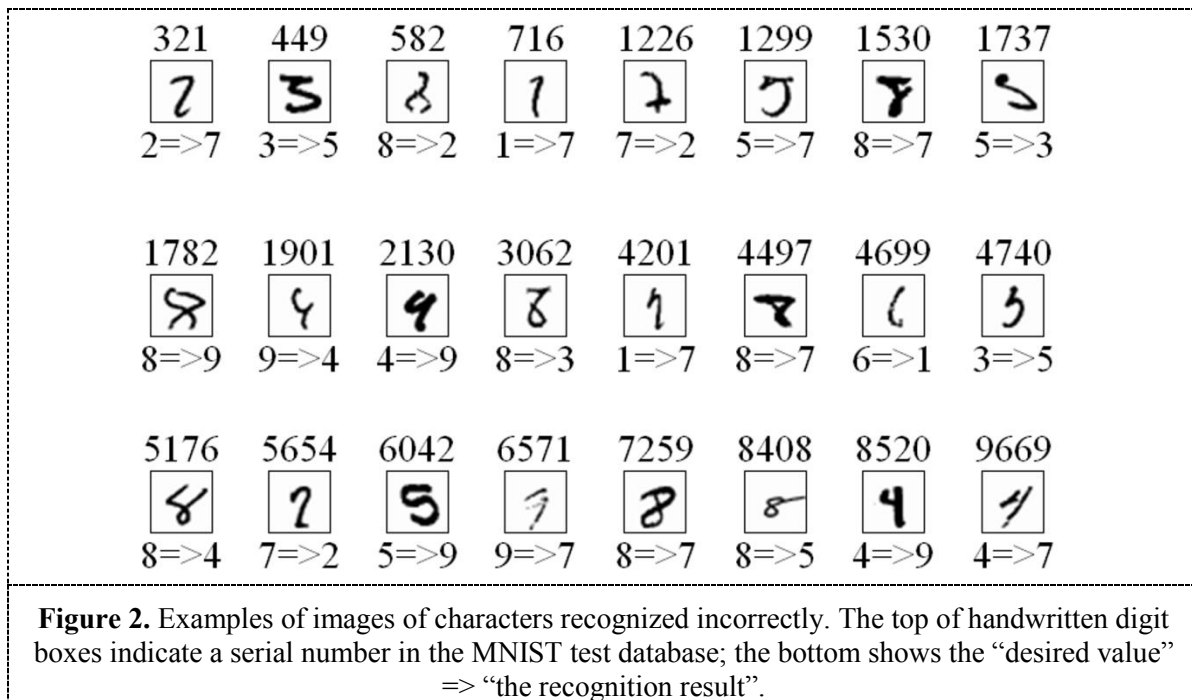 321 449 582 716 1226 1299 1530 1737
2=>7 3=>5 8=>2 1=>7 7=>2 5=>7 8=>7 5=>3
1782 1901 2130 3062 4201 4497 4699 4740
8=>9 9=>4 4=>9 8=>3 1=>7 8=>7 6=>1 3=>5
5176 5654 6042 6571 7259 8408 8520 9669
8=>4 7=>2 5=>9 9=>7 8=>7 8=>5 4=>9 4=>7
Figure 2. Examples of images of characters recognized incorrectly. The top of handwritten digit
boxes indicate a serial number in the MNIST test database; the bottom shows the “desired value”
=> “the recognition result”.